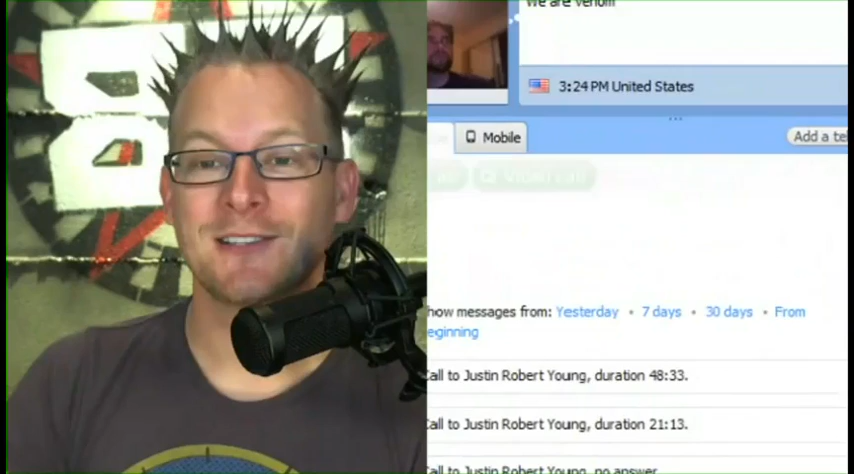 We are venom
3:24 PM United States
Mobile
Add a tel
how messages from: Yesterday • 7 days • 30 days • From
eginning
Call to Justin Robert Young, duration 48:33.
Call to Justin Robert Young, duration 21:13.
Call to Justin Robert Young, no answer